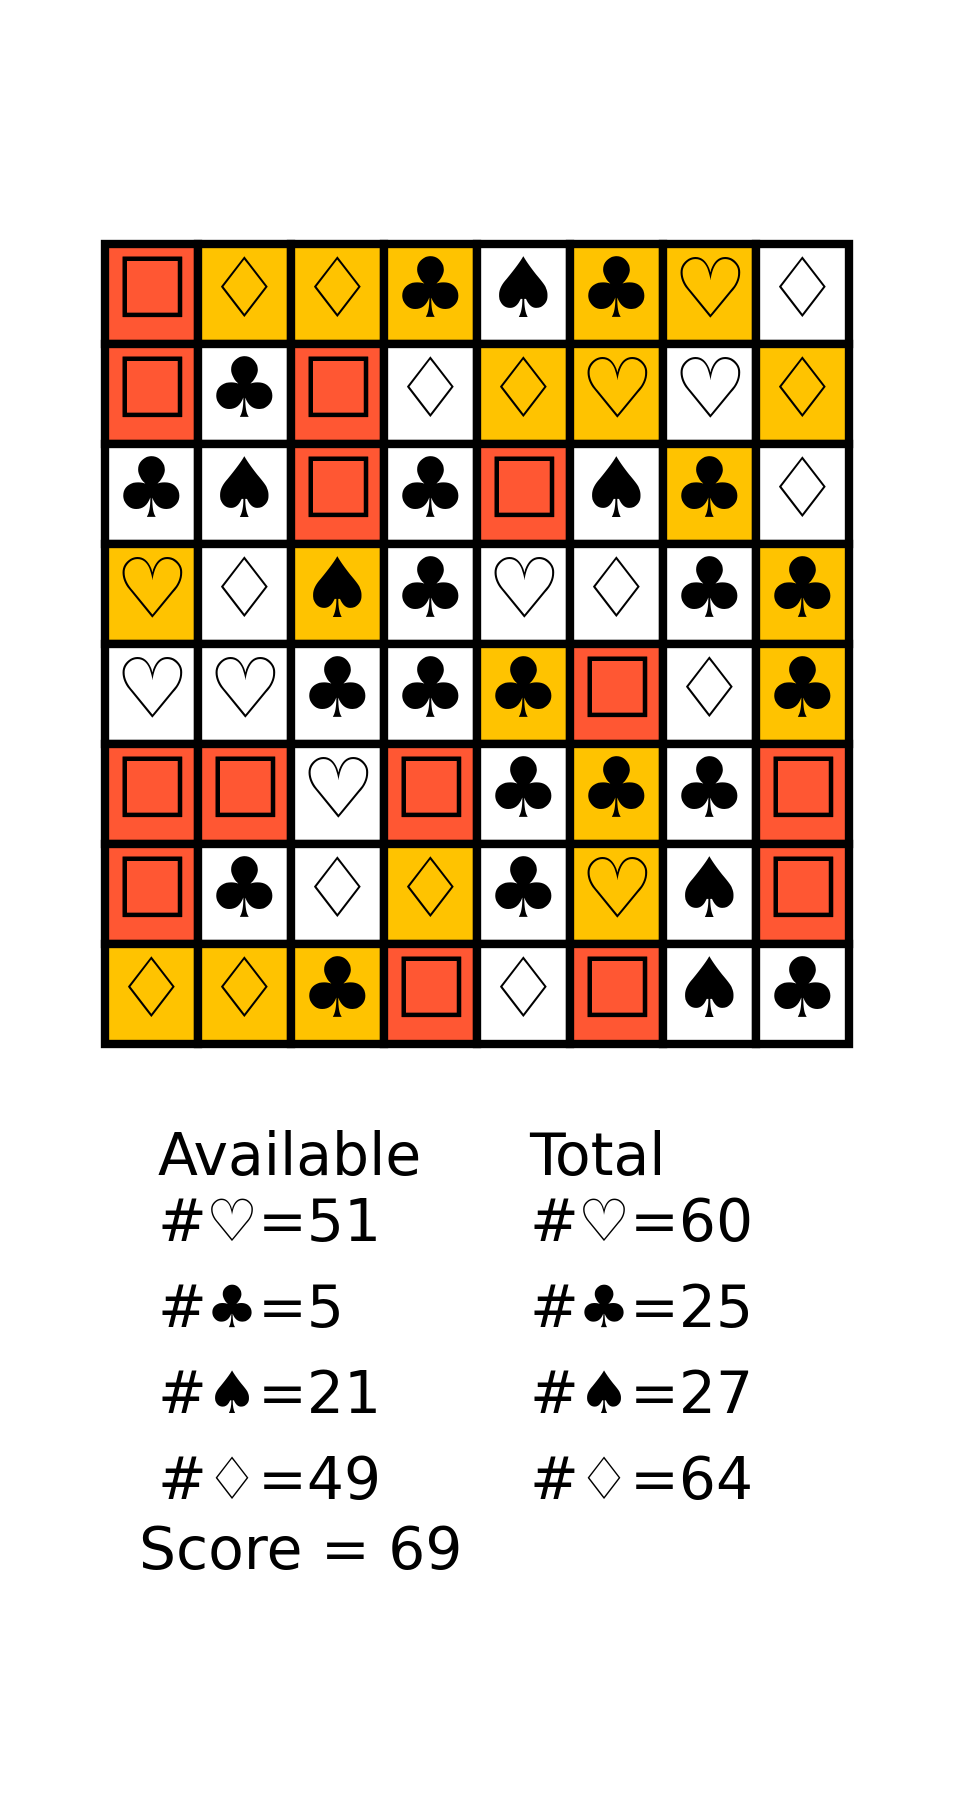 □ ♢ ♢ ♣ ♠ ♣ ♡ ♢
□ ♣ □ ♢ ♢ ♡ ♡ ♢
♣ ♠ □ ♣ □ ♠ ♣ ♢
♡ ♢ ♠ ♣ ♡ ♢ ♣ ♣
♡ ♡ ♣ ♣ ♣ □ ♢ ♣
□ □ ♡ □ ♣ ♣ ♣ □
□ ♣ ♢ ♢ ♣ ♡ ♠ □
♢ ♢ ♣ □ ♢ □ ♠ ♣
Available Total
#♡=51 #♡=60
#♣=5 #♣=25
#♠=21 #♠=27
#♢=49 #♢=64
Score = 69